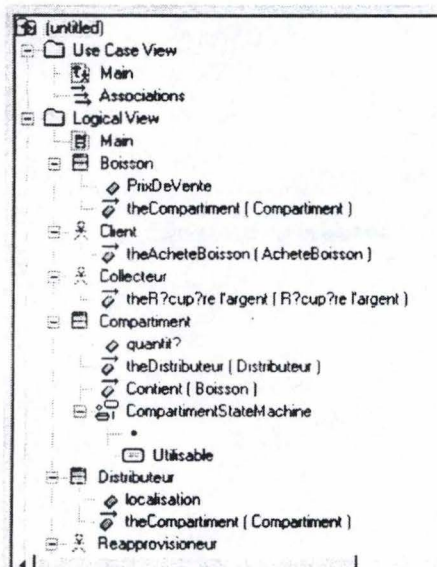 (untitled)
Use Case View
Main
Associations
Logical View
Main
Boisson
PrixDeVente
theCompartiment ( Compartiment )
Client
theAcheteBoisson ( AcheteBoisson )
Collecteur
theR?cup?re l'argent ( R?cup?re l'argent )
Compartiment
quantit?
theDistributeur ( Distributeur )
Contient ( Boisson )
CompartimentStateMachine
Utilisable
Distributeur
localisation
theCompartiment ( Compartiment )
Reapprovisioneur